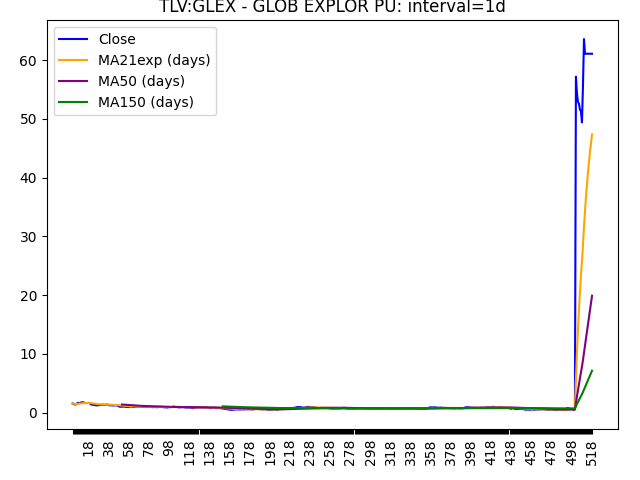 TLV:GLEX - GLOB EXPLOR PU: interval=1d
Close
MA21exp (days)
MA50 (days)
MA150 (days)
60
50
40
30
20
10
0
18 38 58 78 98 118 138 158 178 198 218 238 258 278 298 318 338 358 378 398 418 438 458 478 498 518